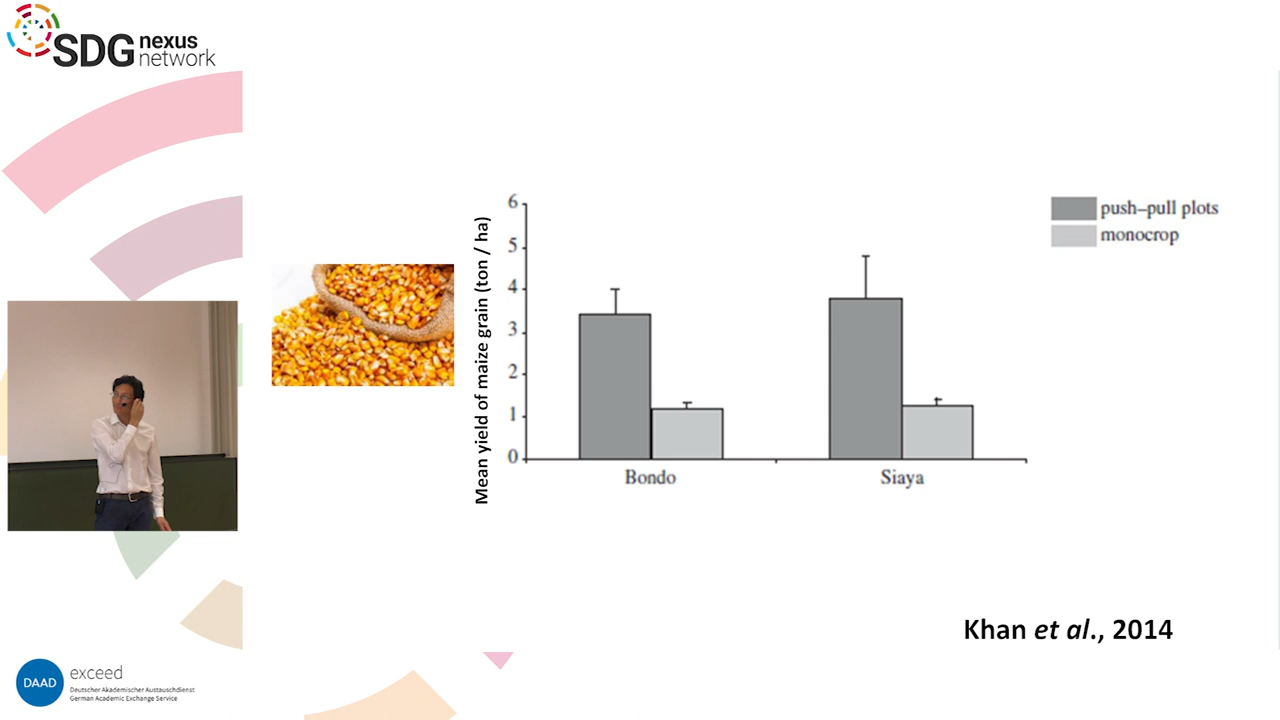 SDG nexus
network
push–pull plots
monocrop
Mean yield of maize grain (ton / ha)
6
5
4
3
2
1
0
Bondo
Siaya
Khan et al., 2014
DAAD
exceed
Deutscher Akademischer Austauschdienst
German Academic Exchange Service